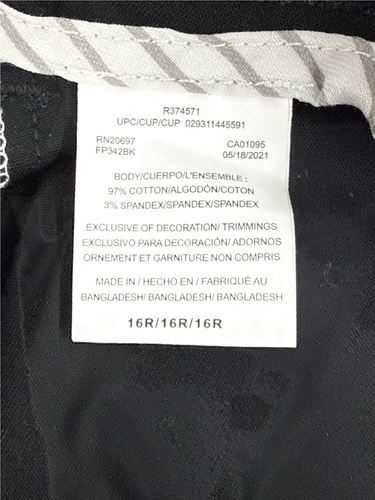 R374571
UPC/CUP/CUP 029311445591
RN20697 CA01095
FP342BK 05/18/2021
BODY/CUERPO/L'ENSEMBLE :
97% COTTON/ALGODÓN/COTON
3% SPANDEX/SPANDEX/SPANDEX
EXCLUSIVE OF DECORATION/ TRIMMINGS
EXCLUSIVO PARA DECORACIÓN/ ADORNOS
ORNEMENT ET GARNITURE NON COMPRIS
MADE IN / HECHO EN / FABRIQUÉ AU
BANGLADESH/ BANGLADESH/ BANGLADESH
16R/16R/16R